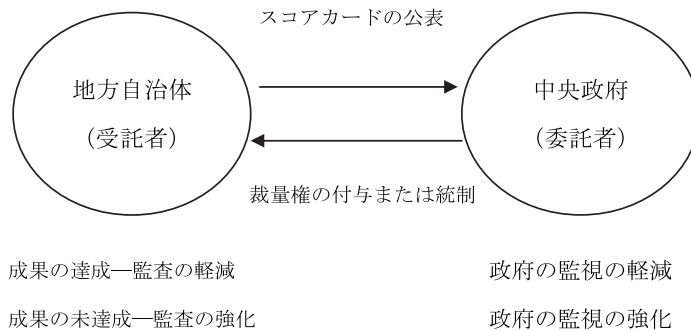 スコアカードの公表
地方自治体
（受託者）
中央政府
（委託者）
裁量権の付与または統制
成果の達成―監査の軽減
政府の監視の軽減
成果の未達成―監査の強化
政府の監視の強化